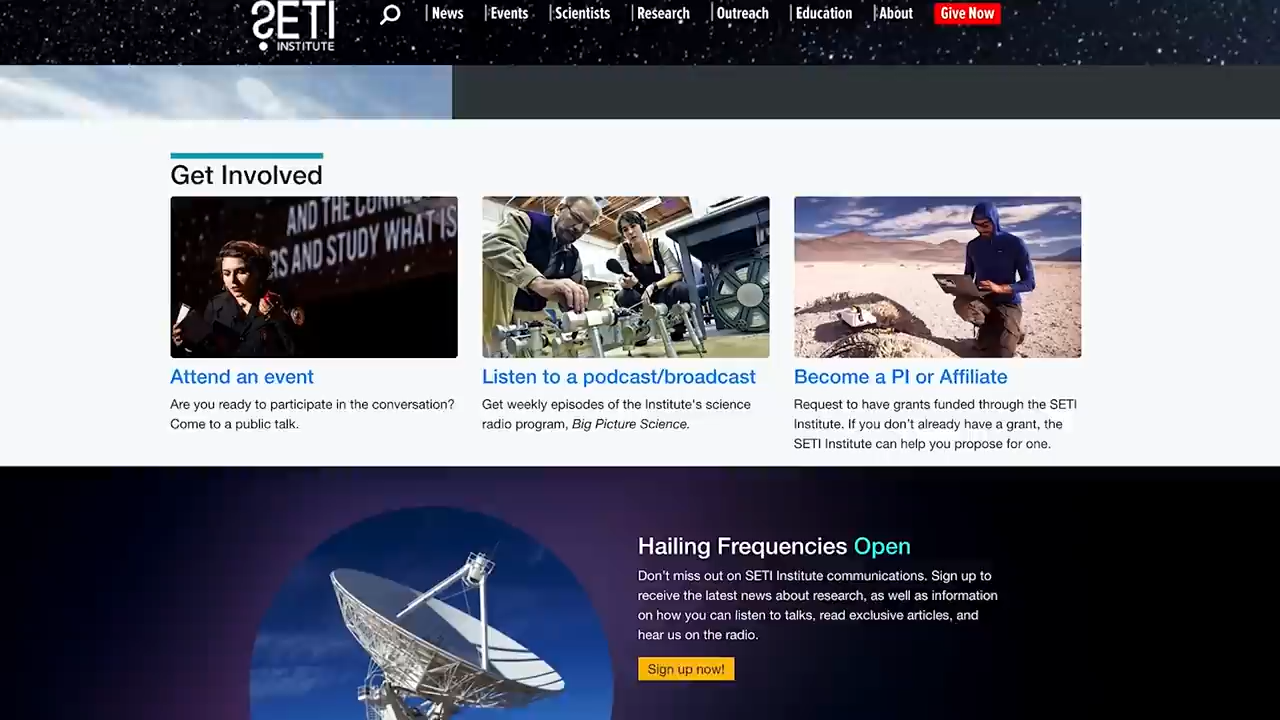 SETI
INSTITUTE
News
Events
Scientists
Research
Outreach
Education
About
Give Now
Get Involved
AND THE
RS AND STUDY WHAT IS
Attend an event
Are you ready to participate in the conversation?
Come to a public talk.
Listen to a podcast/broadcast
Get weekly episodes of the Institute's science
radio program, Big Picture Science.
Become a PI or Affiliate
Request to have grants funded through the SETI
Institute. If you don't already have a grant, the
SETI Institute can help you propose for one.
Hailing Frequencies Open
Don't miss out on SETI Institute communications. Sign up to
receive the latest news about research, as well as information
on how you can listen to talks, read exclusive articles, and
hear us on the radio.
Sign up now!